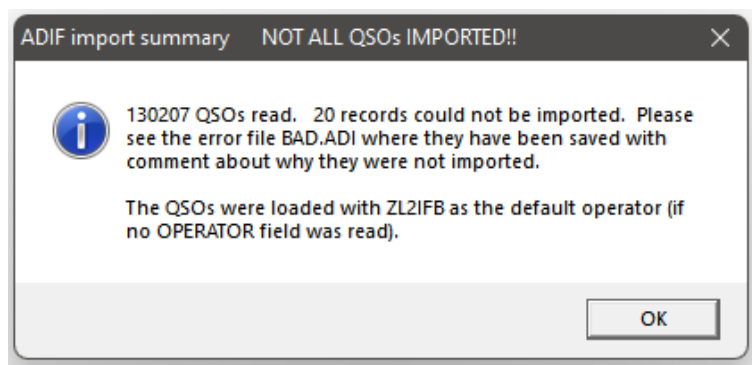 ADIF import summary NOT ALL QSOs IMPORTED!!
130207 QSOs read.   20 records could not be imported.  Please
see the error file BAD.ADI where they have been saved with
comment about why they were not imported.
The QSOs were loaded with ZL2IFB as the default operator (if
no OPERATOR field was read).
OK